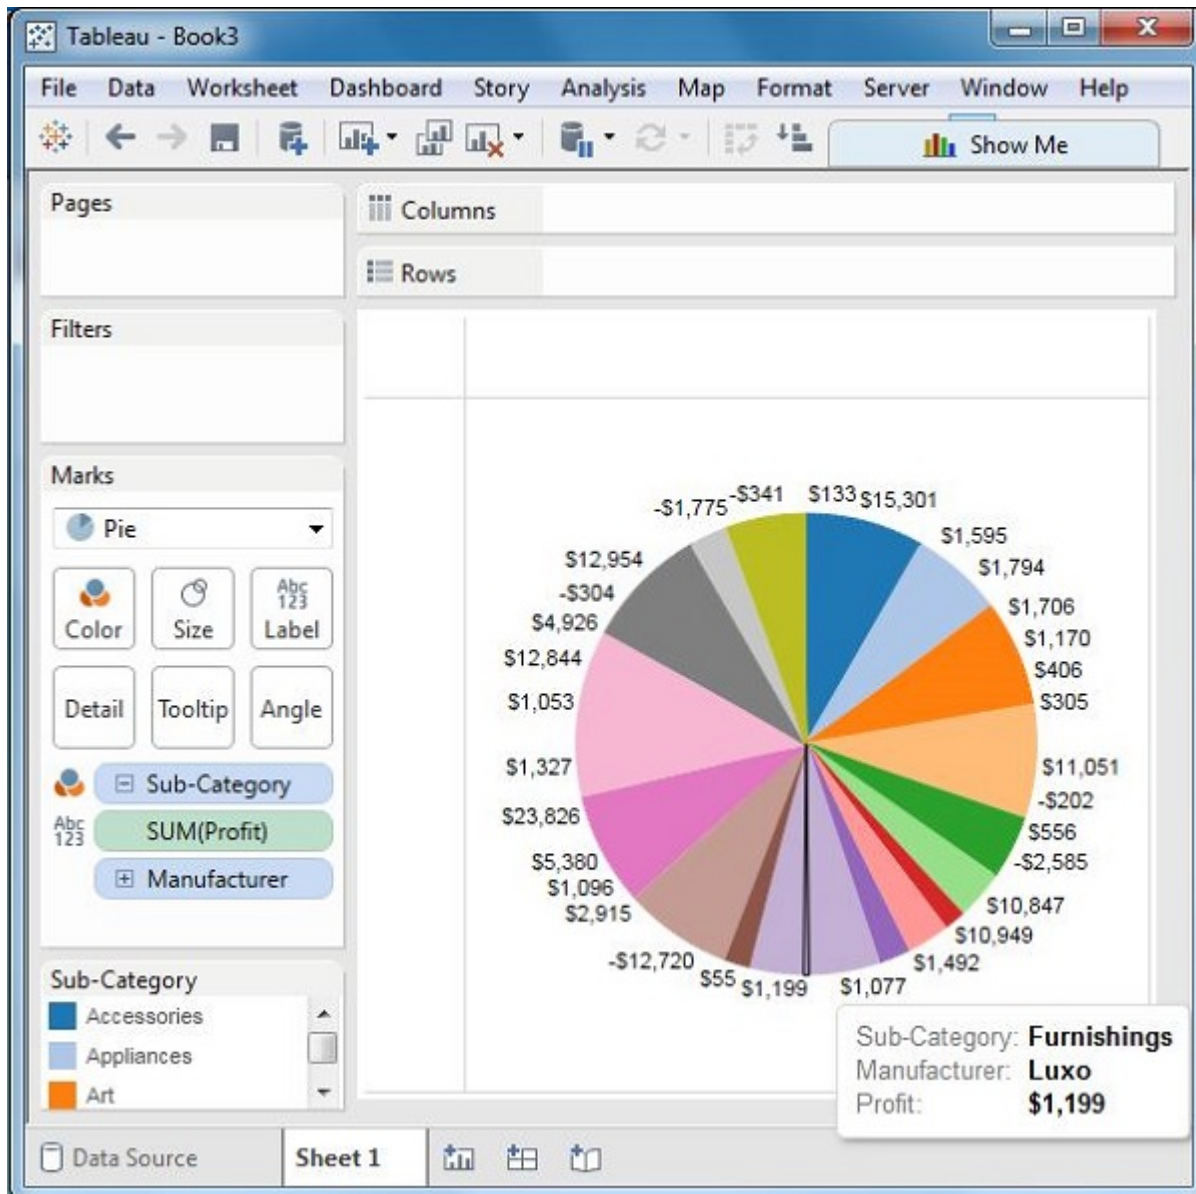 Tableau - Book3
File Data Worksheet Dashboard Story Analysis Map Format Server Window Help
Show Me
Pages
Columns
Rows
Filters
Marks
Pie
Color
Size
Abc
123
Label
Detail
Tooltip
Angle
Sub-Category
Abc
123
SUM(Profit)
Manufacturer
Sub-Category
Accessories
Appliances
Art
-$1,775
-$341
$133
$15,301
$1,595
$1,794
$1,706
$1,170
$406
$305
$11,051
-$202
$556
-$2,585
$10,847
$10,949
$1,492
$1,077
$1,199
$55
-$12,720
$2,915
$1,096
$5,380
$23,826
$1,327
$1,053
$12,844
$4,926
-$304
$12,954
Sub-Category: Furnishings
Manufacturer: Luxo
Profit: $1,199
Data Source
Sheet 1